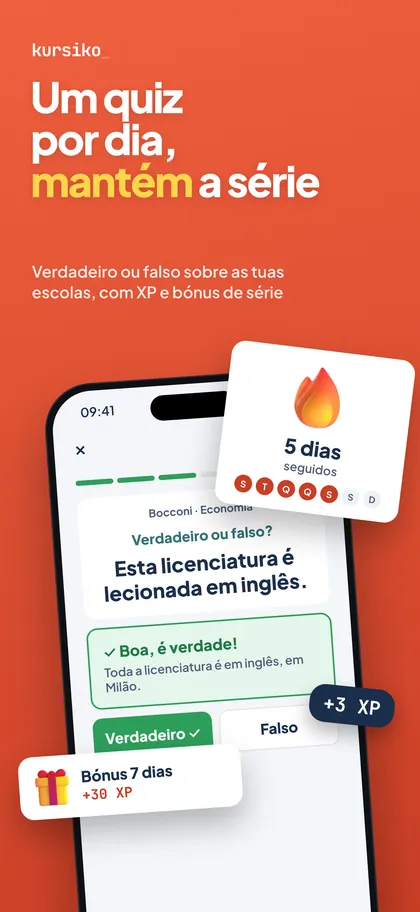 kursiko_
Um quiz
por dia,
mantém a série
Verdadeiro ou falso sobre as tuas
escolas, com XP e bónus de série
09:41
5 dias
seguidos
S T Q Q S S D
Bocconi · Economia
Verdadeiro ou falso?
Esta licenciatura é
lecionada em inglês.
✓ Boa, é verdade!
Toda a licenciatura é em inglês, em
Milão.
+3 XP
Verdadeiro ✓
Falso
Bónus 7 dias
+30 XP